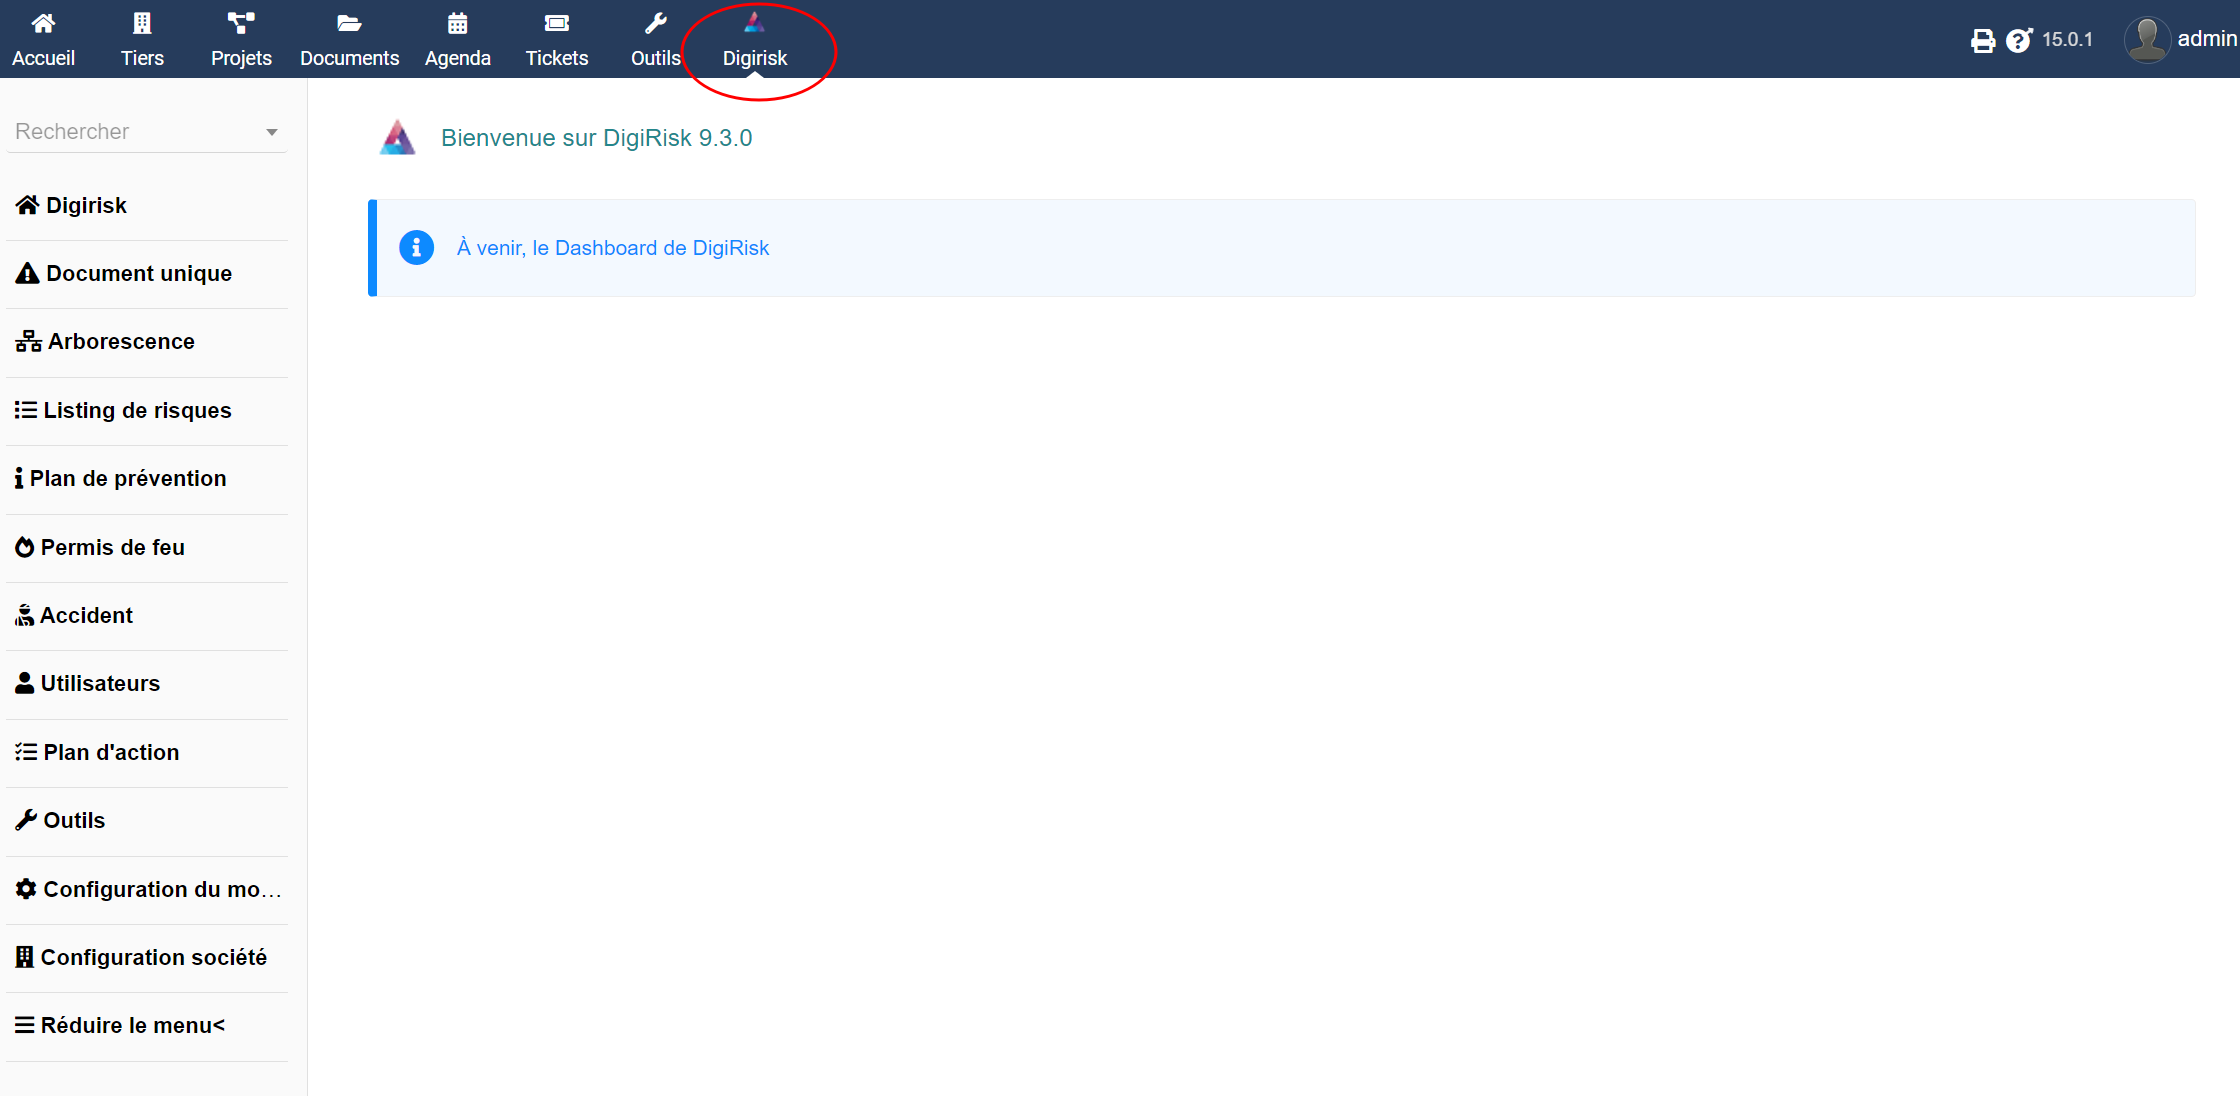 Accueil Tiers Projets Documents Agenda Tickets Outils Digirisk 15.0.1 admin
Rechercher
Bienvenue sur DigiRisk 9.3.0
Digirisk
À venir, le Dashboard de DigiRisk
Document unique
Arborescence
Listing de risques
Plan de prévention
Permis de feu
Accident
Utilisateurs
Plan d'action
Outils
Configuration du mo...
Configuration société
Réduire le menu<